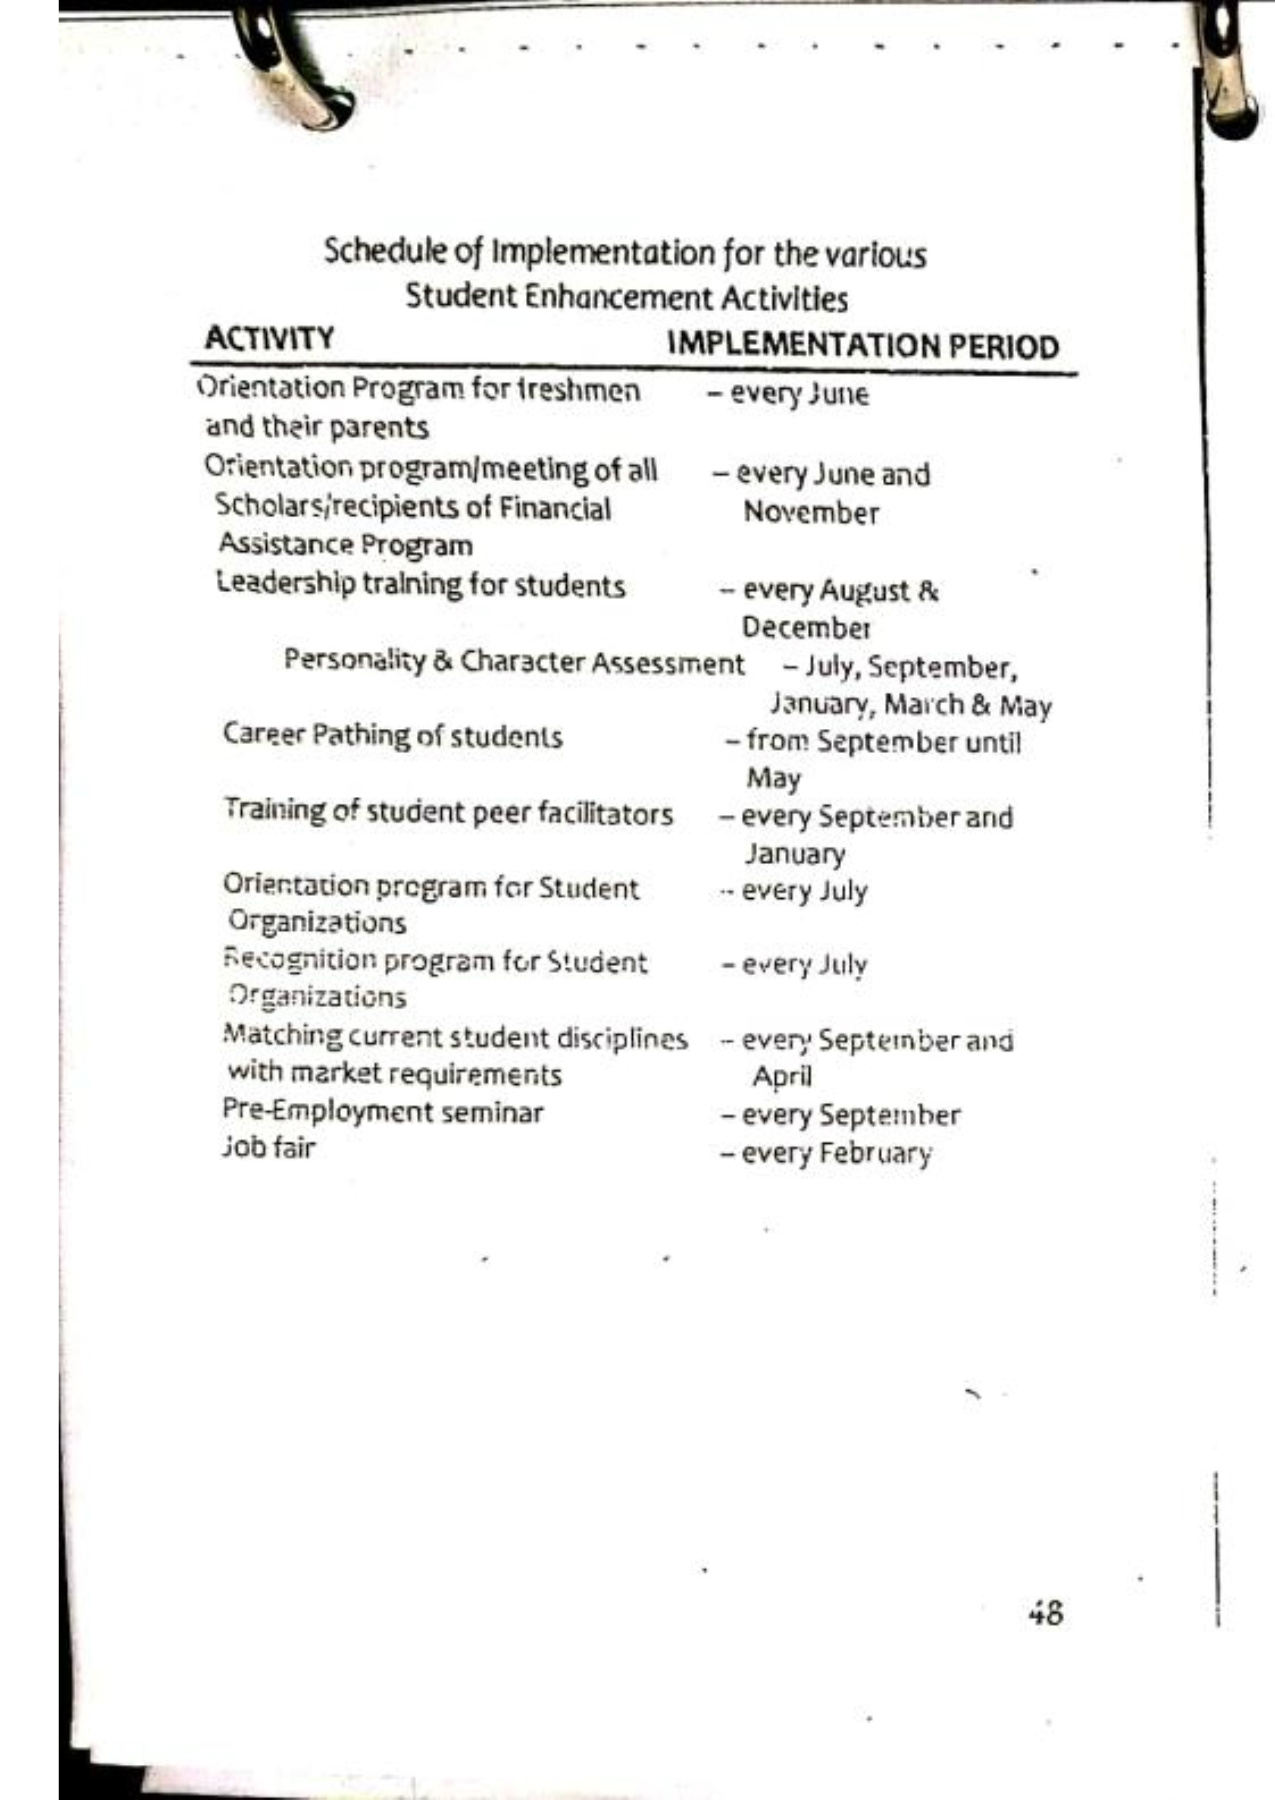 Schedule of Implementation for the various
Student Enhancement Activities
ACTIVITY IMPLEMENTATION PERIOD
Orientation Program for freshmen – every June
and their parents
Orientation program/meeting of all – every June and
Scholars/recipients of Financial November
Assistance Program
Leadership training for students – every August &
December
Personality & Character Assessment – July, September,
January, March & May
Career Pathing of students – from September until
May
Training of student peer facilitators – every September and
January
Orientation program for Student – every July
Organizations
Recognition program for Student – every July
Organizations
Matching current student disciplines – every September and
with market requirements April
Pre-Employment seminar – every September
Job fair – every February
48